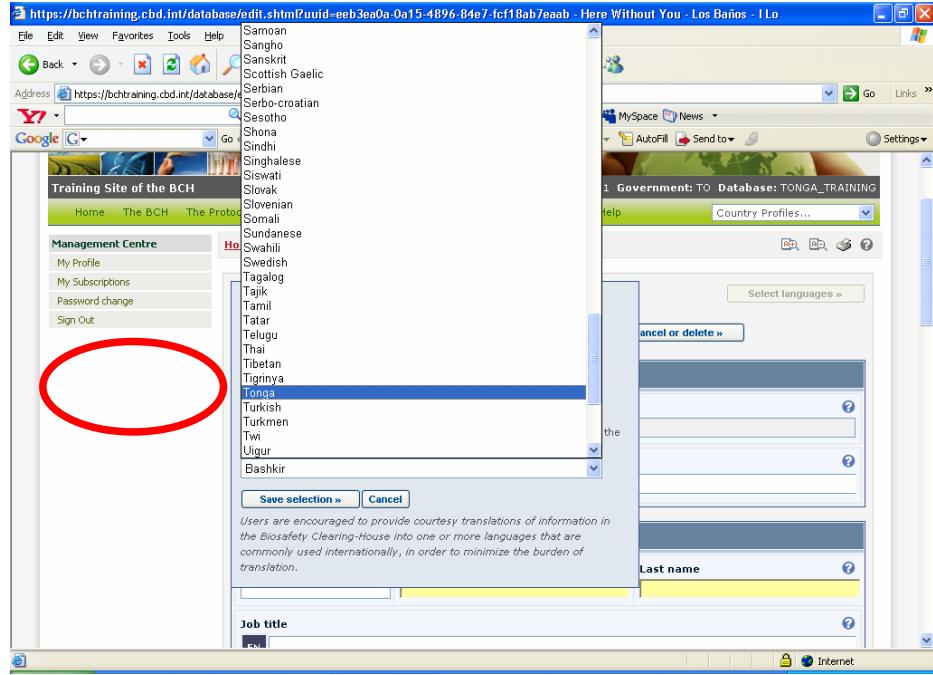 https://bchtraining.cbd.int/database/edit.shtml?uuid=eeb3ea0a-0a15-4896-84e7-fcf18ab7eaab - Here Without You - Los Baños - I Lo
File Edit View Favorites Tools Help
Back
Address https://bchtraining.cbd.int/database/e Go Links »
Y! MySpace News
Google G Go AutoFill Send to Settings
Training Site of the BCH 1 Government: TO Database: TONGA_TRAINING
Home The BCH The Protoc elp Country Profiles...
Management Centre Ho
My Profile
My Subscriptions
Password change
Sign Out
Samoan
Sangho
Sanskrit
Scottish Gaelic
Serbian
Serbo-croatian
Sesotho
Shona
Sindhi
Singhalese
Siswati
Slovak
Slovenian
Somali
Sundanese
Swahili
Swedish
Tagalog
Tajik
Tamil
Tatar
Telugu
Thai
Tibetan
Tigrinya
Tonga
Turkish
Turkmen
Twi
Uigur
Bashkir
Select languages »
ancel or delete »
the
Save selection » Cancel
Users are encouraged to provide courtesy translations of information in
the Biosafety Clearing-House into one or more languages that are
commonly used internationally, in order to minimize the burden of
translation.
Last name
Job title
EN
Internet